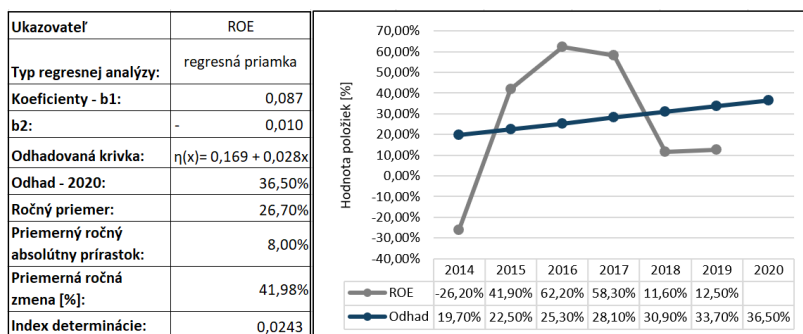 Ukazovateľ ROE
Typ regresnej analýzy: regresná priamka
Koeficienty - b1: 0,087
b2: - 0,010
Odhadovaná krivka: η(x)= 0,169 + 0,028x
Odhad - 2020: 36,50%
Ročný priemer: 26,70%
Priemerný ročný
absolútny prírastok: 8,00%
Priemerná ročná
zmena [%]: 41,98%
Index determinácie: 0,0243
Hodnota položiek [%]
70,00%
60,00%
50,00%
40,00%
30,00%
20,00%
10,00%
0,00%
-10,00%
-20,00%
-30,00%
-40,00%
2014 2015 2016 2017 2018 2019 2020
ROE -26,20% 41,90% 62,20% 58,30% 11,60% 12,50%
Odhad 19,70% 22,50% 25,30% 28,10% 30,90% 33,70% 36,50%